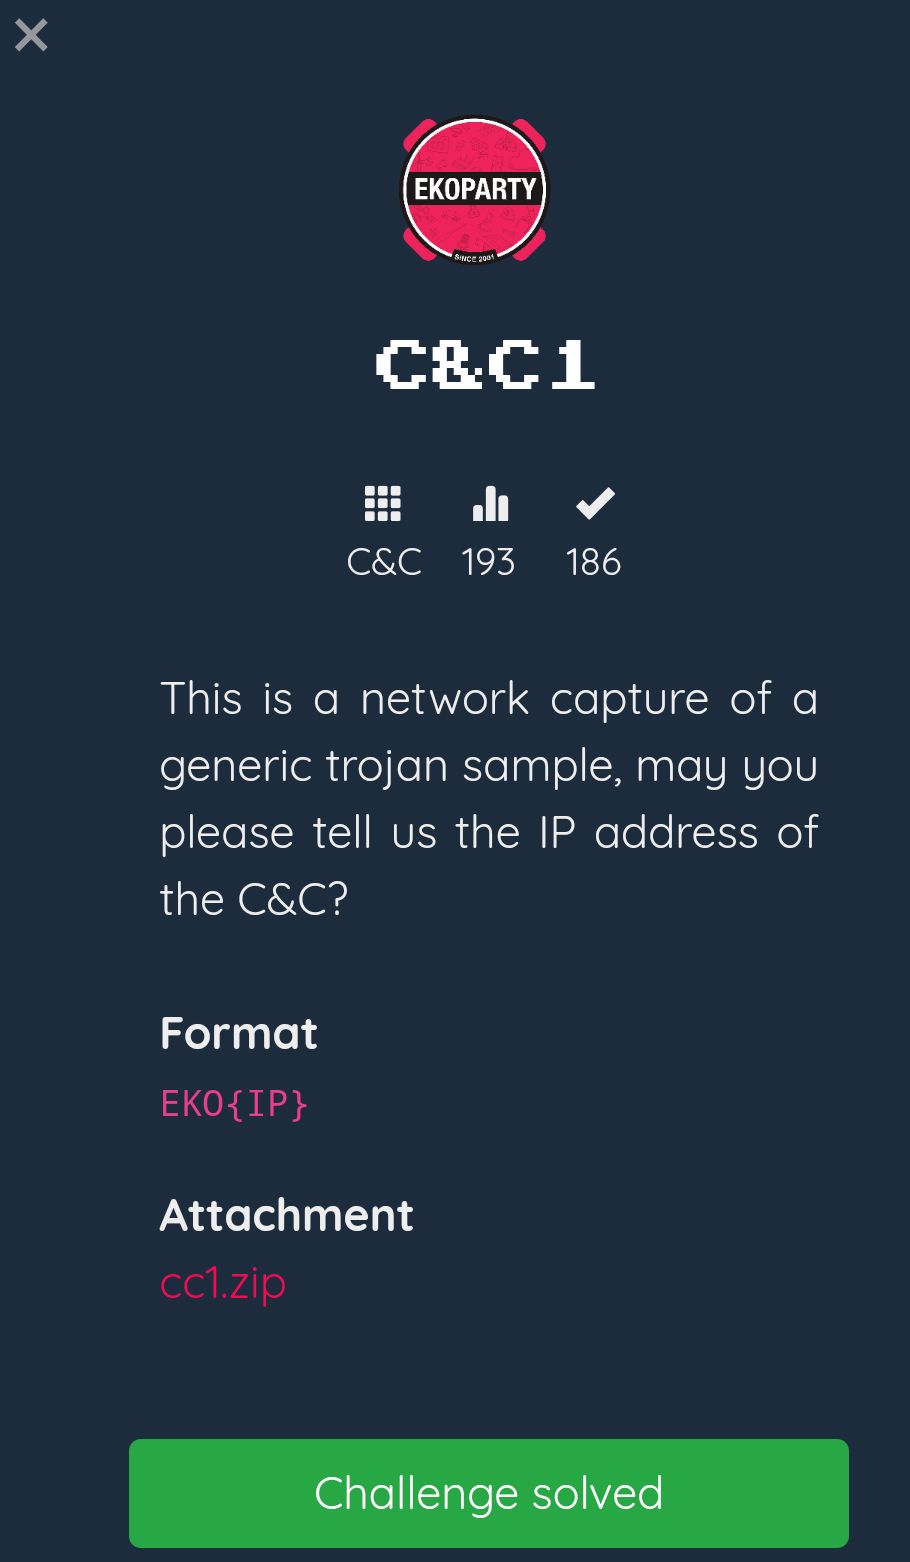 EKOPARTY
SINCE 2001
C&C 1
C&C 193 186
This is a network capture of a
generic trojan sample, may you
please tell us the IP address of
the C&C?
Format
EKO{IP}
Attachment
cc1.zip
Challenge solved